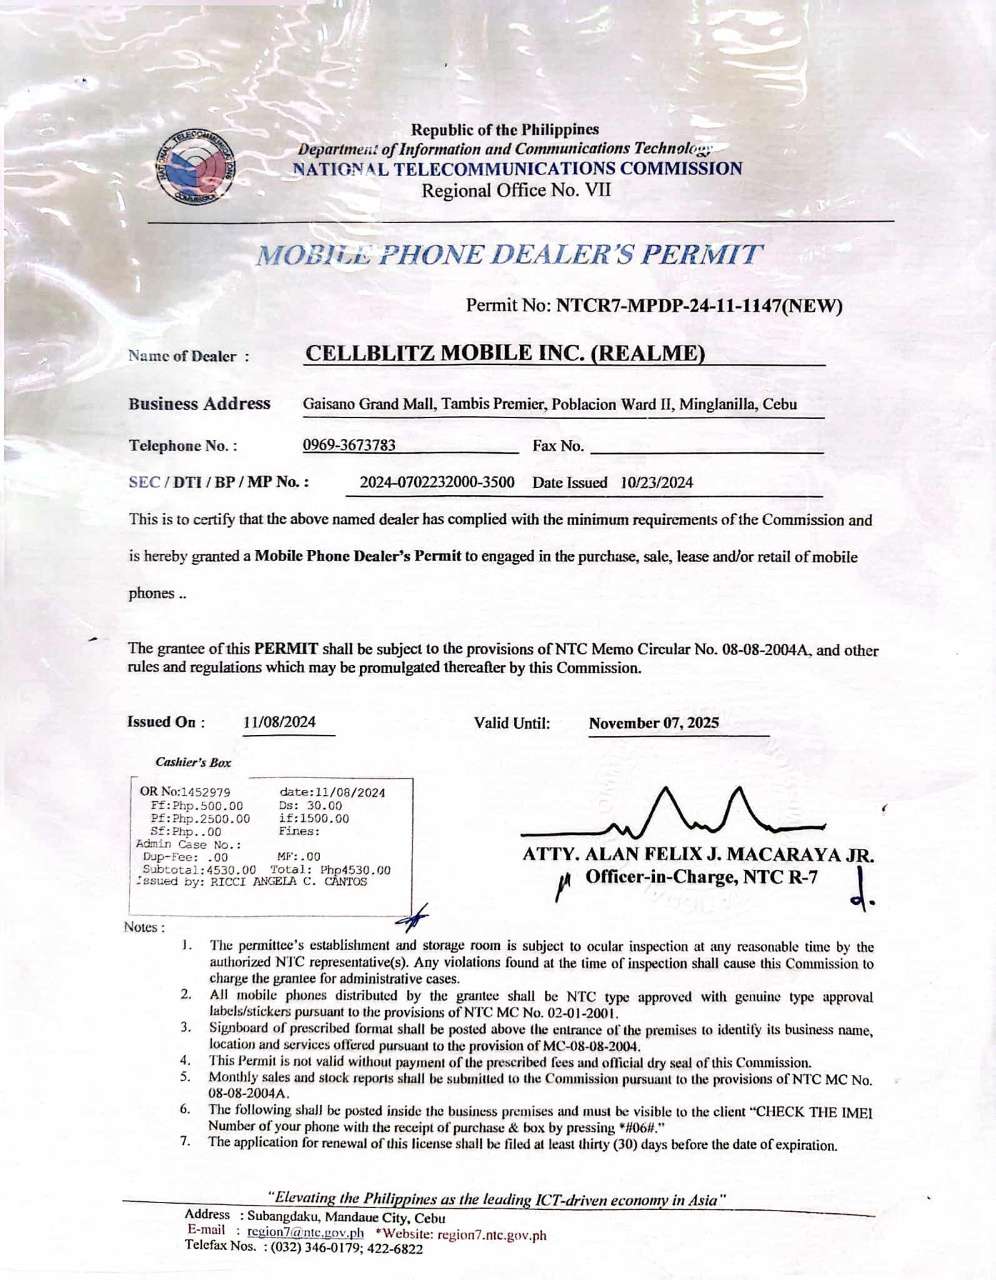 NATIONAL TELECOMMUNICATIONS COMMISSION
Republic of the Philippines
Department of Information and Communications Technology
NATIONAL TELECOMMUNICATIONS COMMISSION
Regional Office No. VII
MOBILE PHONE DEALER'S PERMIT
Permit No: NTCR7-MPDP-24-11-1147(NEW)
Name of Dealer : CELLBLITZ MOBILE INC. (REALME)
Business Address Gaisano Grand Mall, Tambis Premier, Poblacion Ward II, Minglanilla, Cebu
Telephone No. : 0969-3673783 Fax No.
SEC / DTI / BP / MP No. : 2024-0702232000-3500 Date Issued 10/23/2024
This is to certify that the above named dealer has complied with the minimum requirements of the Commission and
is hereby granted a Mobile Phone Dealer's Permit to engaged in the purchase, sale, lease and/or retail of mobile
phones ..
The grantee of this PERMIT shall be subject to the provisions of NTC Memo Circular No. 08-08-2004A, and other
rules and regulations which may be promulgated thereafter by this Commission.
Issued On : 11/08/2024 Valid Until: November 07, 2025
Cashier's Box
OR No:1452979 date:11/08/2024
Ff:Php.500.00 Ds: 30.00
Pf:Php.2500.00 if:1500.00
Sf:Php..00 Fines:
Admin Case No.:
Dup-Fee: .00 MF:.00
Subtotal:4530.00 Total: Php4530.00
Issued by: RICCI ANGELA C. CANTOS
ATTY. ALAN FELIX J. MACARAYA JR.
Officer-in-Charge, NTC R-7
Notes :
1. The permittee's establishment and storage room is subject to ocular inspection at any reasonable time by the
authorized NTC representative(s). Any violations found at the time of inspection shall cause this Commission to
charge the grantee for administrative cases.
2. All mobile phones distributed by the grantee shall be NTC type approved with genuine type approval
labels/stickers pursuant to the provisions of NTC MC No. 02-01-2001.
3. Signboard of prescribed format shall be posted above the entrance of the premises to identify its business name,
location and services offered pursuant to the provision of MC-08-08-2004.
4. This Permit is not valid without payment of the prescribed fees and official dry seal of this Commission.
5. Monthly sales and stock reports shall be submitted to the Commission pursuant to the provisions of NTC MC No.
08-08-2004A.
6. The following shall be posted inside the business premises and must be visible to the client “CHECK THE IMEI
Number of your phone with the receipt of purchase & box by pressing *#06#.”
7. The application for renewal of this license shall be filed at least thirty (30) days before the date of expiration.
"Elevating the Philippines as the leading ICT-driven economy in Asia"
Address : Subangdaku, Mandaue City, Cebu
E-mail : region7@ntc.gov.ph *Website: region7.ntc.gov.ph
Telefax Nos. : (032) 346-0179; 422-6822